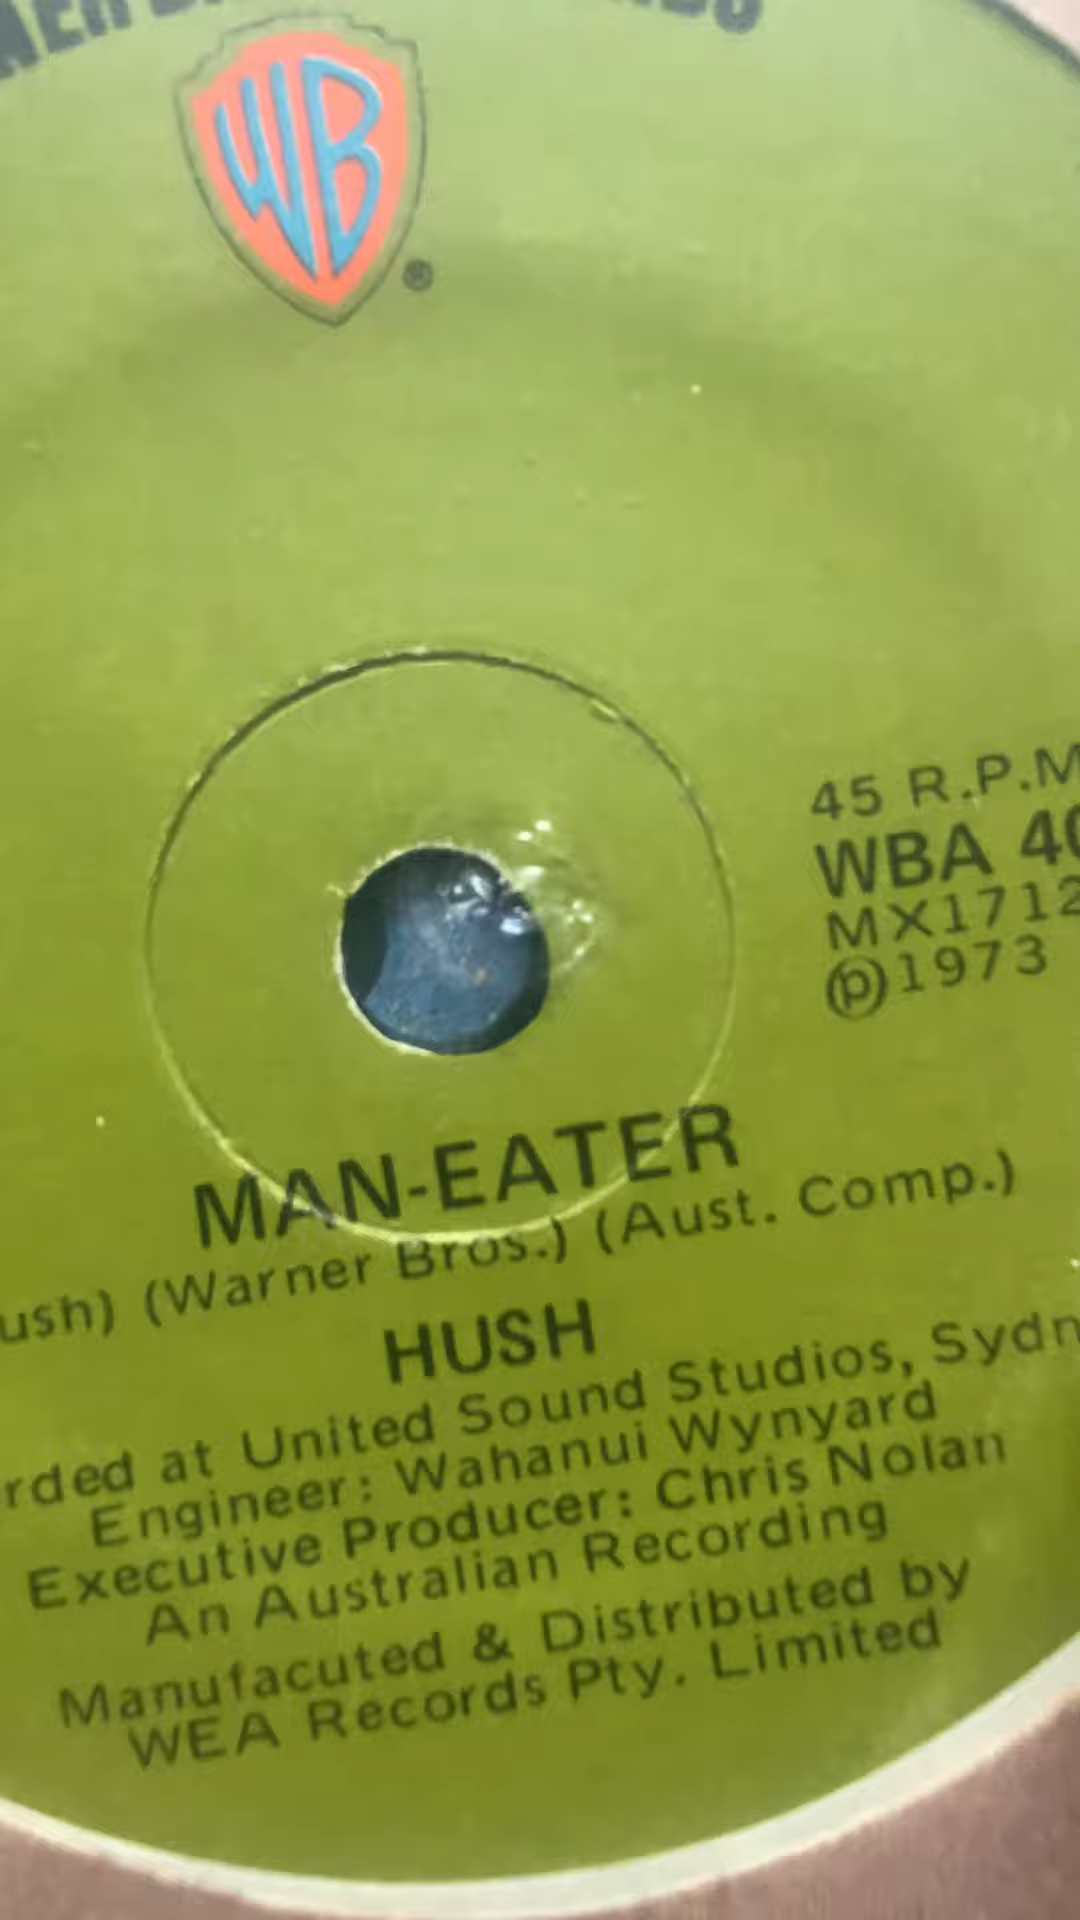 WB
®
45 R.P.M
WBA 40
MX1712
℗1973
MAN-EATER
ush) (Warner Bros.) (Aust. Comp.)
HUSH
rded at United Sound Studios, Sydn
Engineer: Wahanui Wynyard
Executive Producer: Chris Nolan
An Australian Recording
Manufacuted & Distributed by
WEA Records Pty. Limited